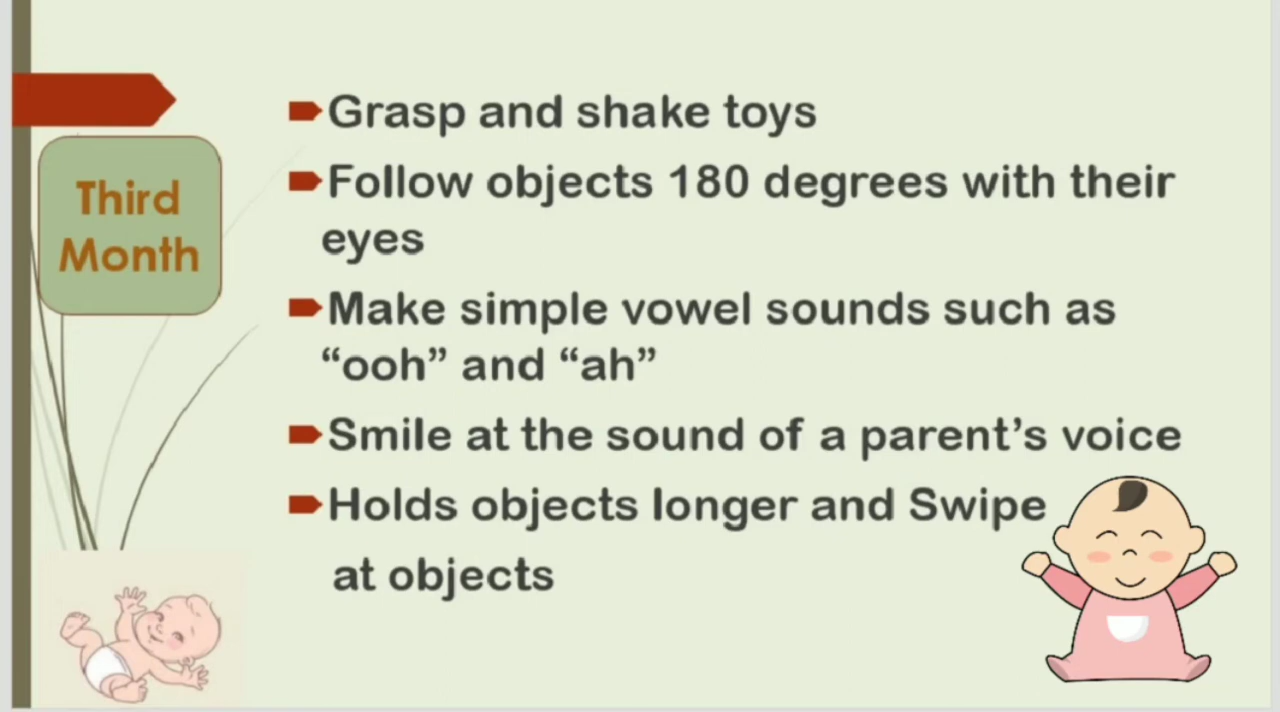 Third
Month
Grasp and shake toys
Follow objects 180 degrees with their
eyes
Make simple vowel sounds such as
“ooh” and “ah”
Smile at the sound of a parent’s voice
Holds objects longer and Swipe
at objects